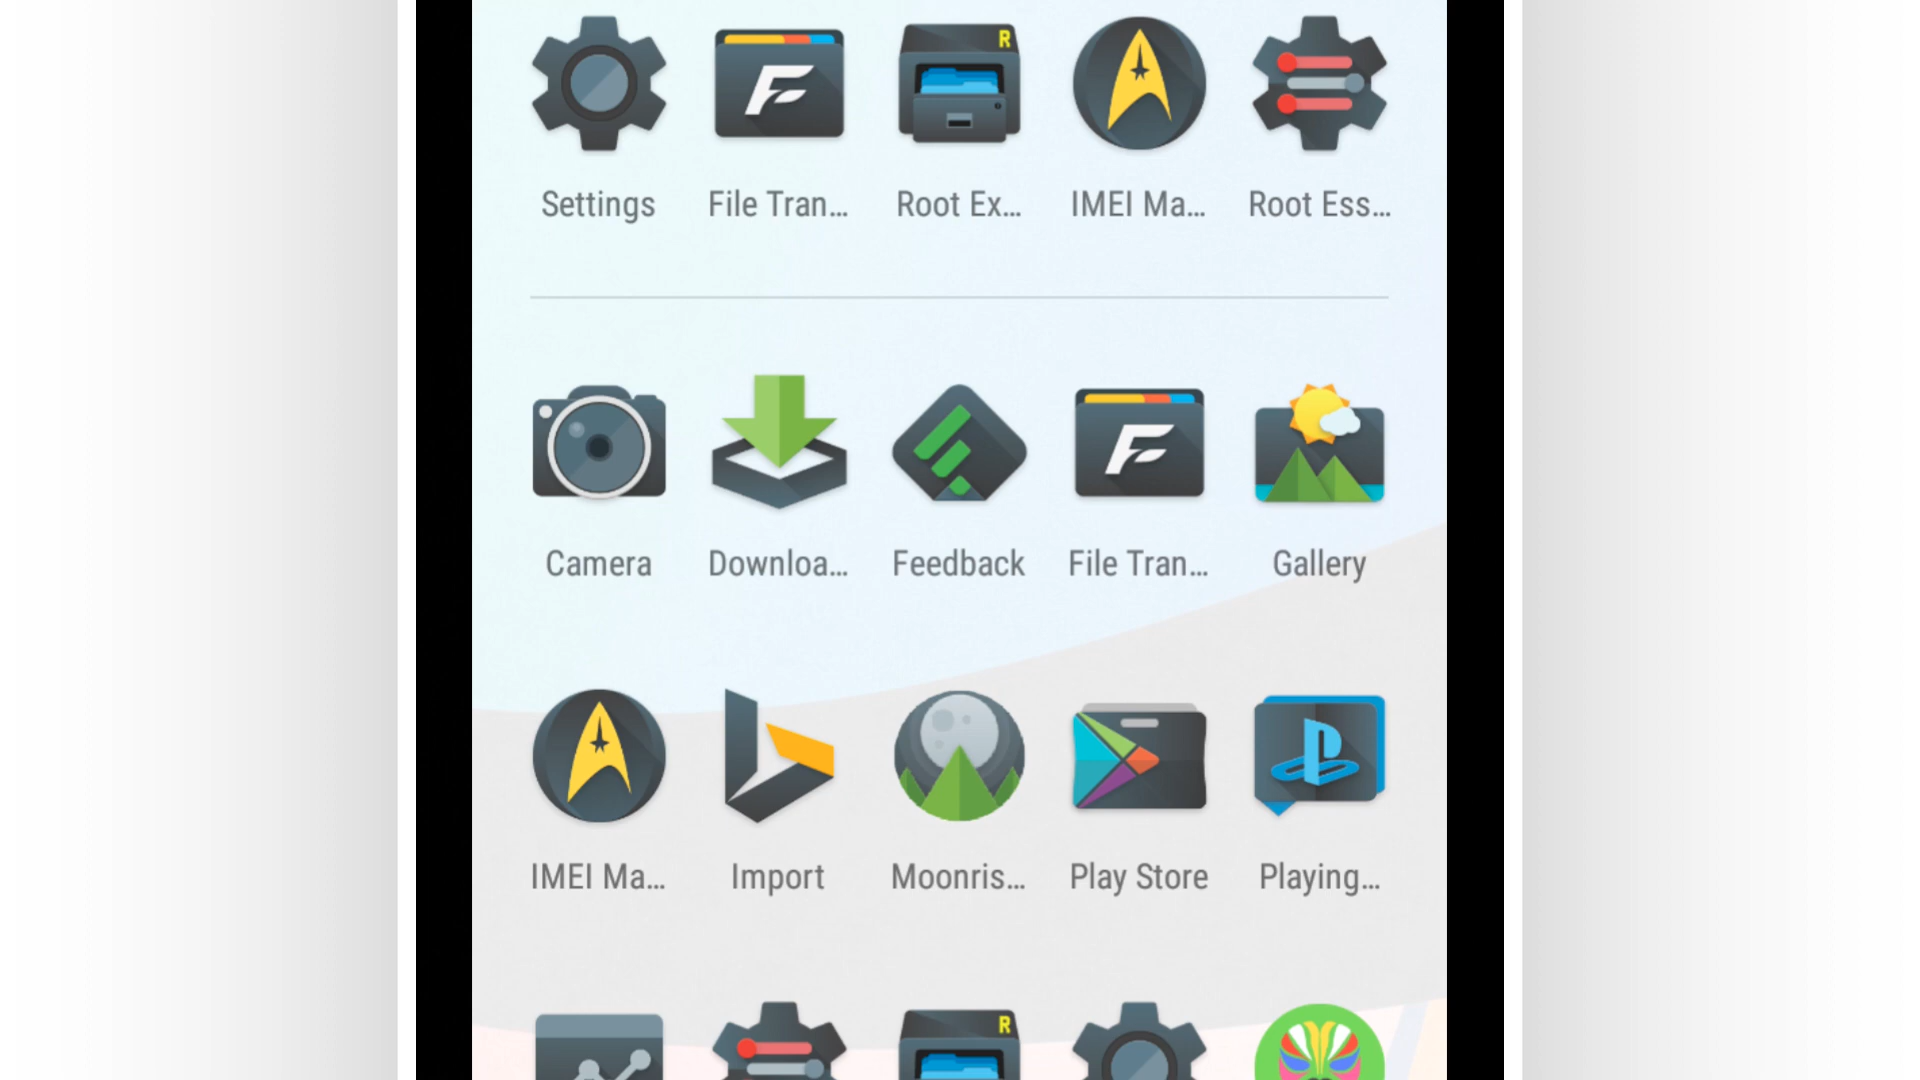 R
Settings File Tran... Root Ex... IMEI Ma... Root Ess...
Camera Downloa... Feedback File Tran... Gallery
IMEI Ma... Import Moonris... Play Store Playing...
R